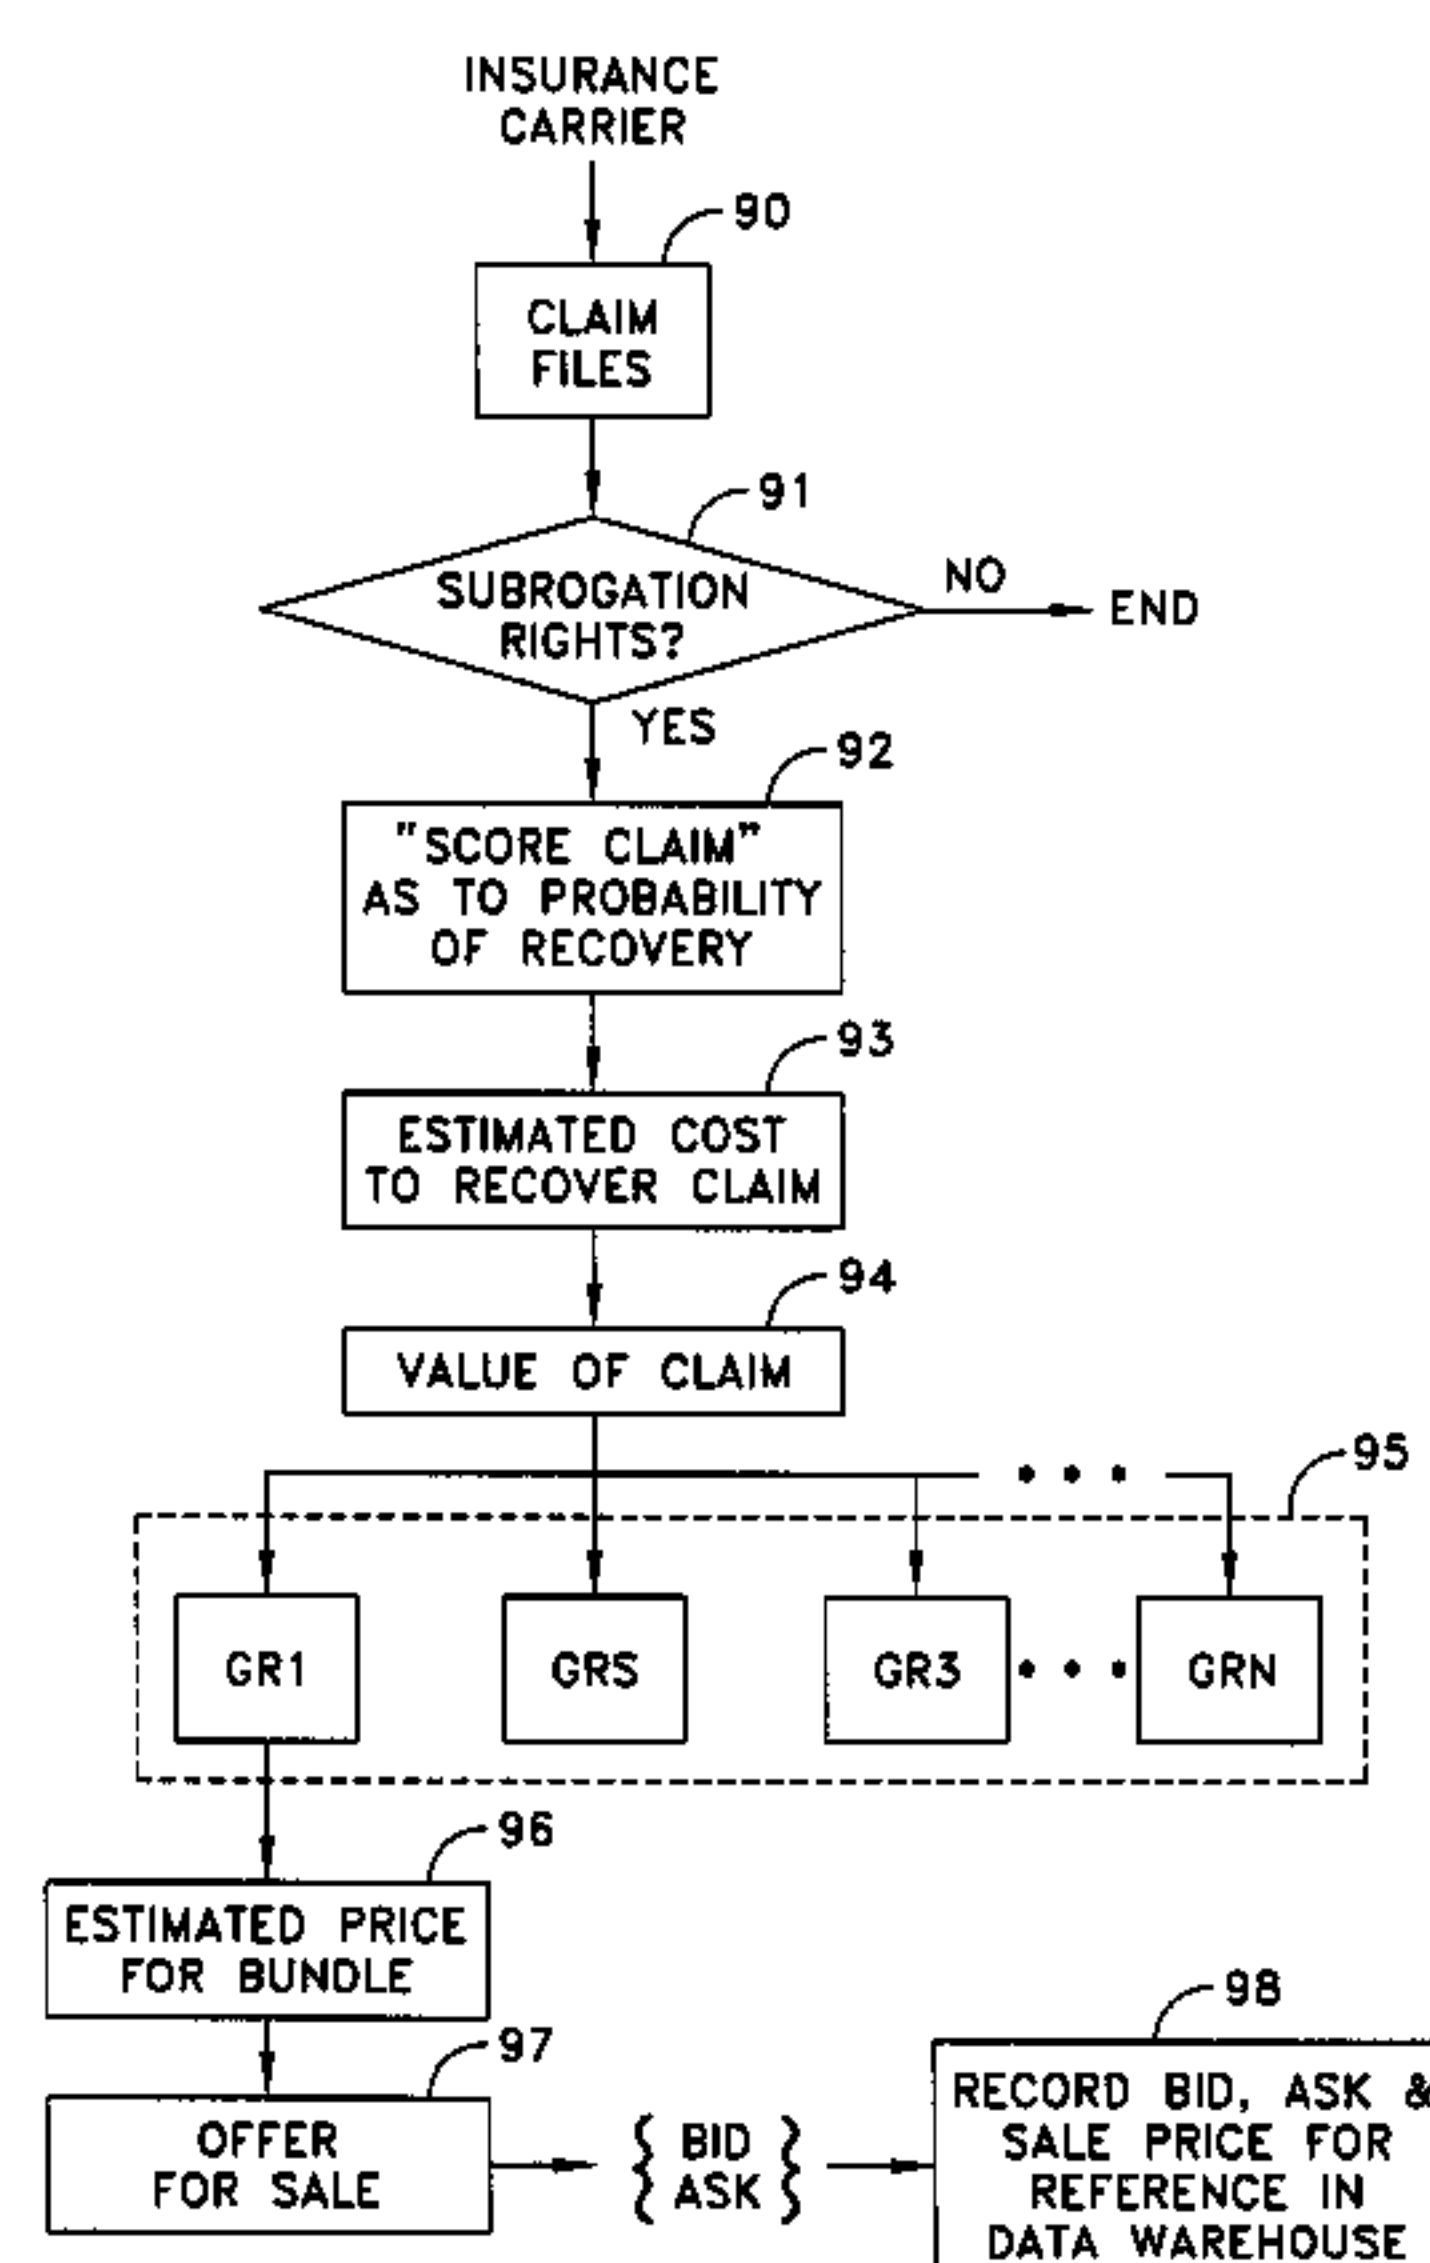 INSURANCE
CARRIER
90
CLAIM
FILES
91
SUBROGATION
RIGHTS?
NO
END
YES
92
"SCORE CLAIM"
AS TO PROBABILITY
OF RECOVERY
93
ESTIMATED COST
TO RECOVER CLAIM
94
VALUE OF CLAIM
95
GR1
GRS
GR3
GRN
96
ESTIMATED PRICE
FOR BUNDLE
97
OFFER
FOR SALE
BID
ASK
98
RECORD BID, ASK &
SALE PRICE FOR
REFERENCE IN
DATA WAREHOUSE